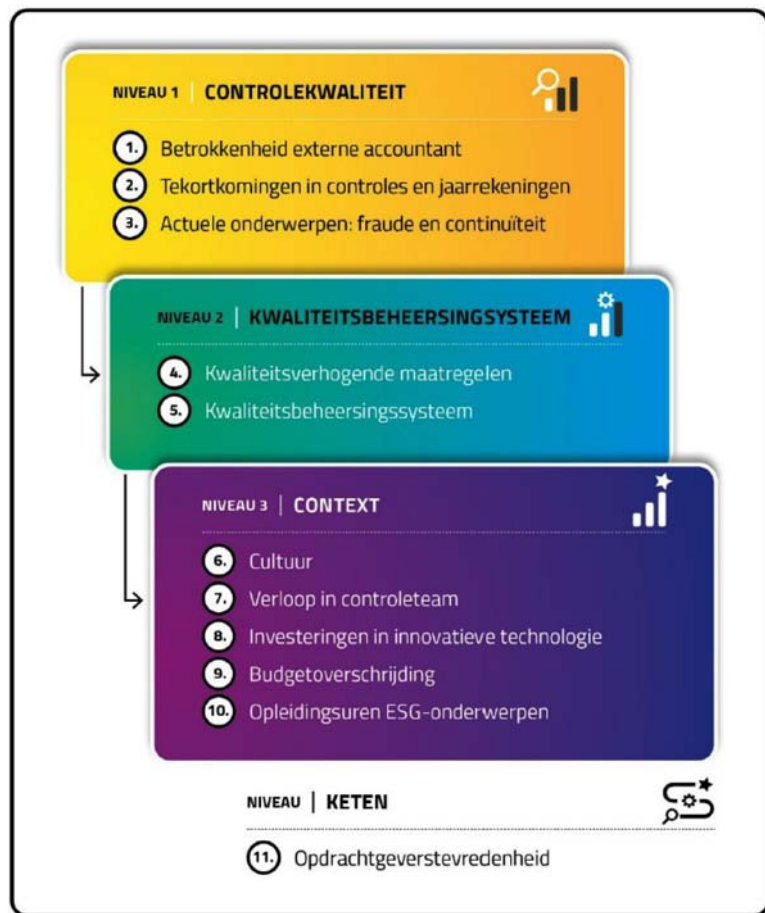 NIVEAU 1 | CONTROLEKWALITEIT
1. Betrokkenheid externe accountant
2. Tekortkomingen in controles en jaarrekeningen
3. Actuele onderwerpen: fraude en continuïteit
NIVEAU 2 | KWALITEITSBEHEERSINGSYSTEEM
4. Kwaliteitsverhogende maatregelen
5. Kwaliteitsbeheersingssysteem
NIVEAU 3 | CONTEXT
6. Cultuur
7. Verloop in controleteam
8. Investeringen in innovatieve technologie
9. Budgetoverschrijding
10. Opleidingsuren ESG-onderwerpen
NIVEAU | KETEN
11. Opdrachtgeverstevredenheid